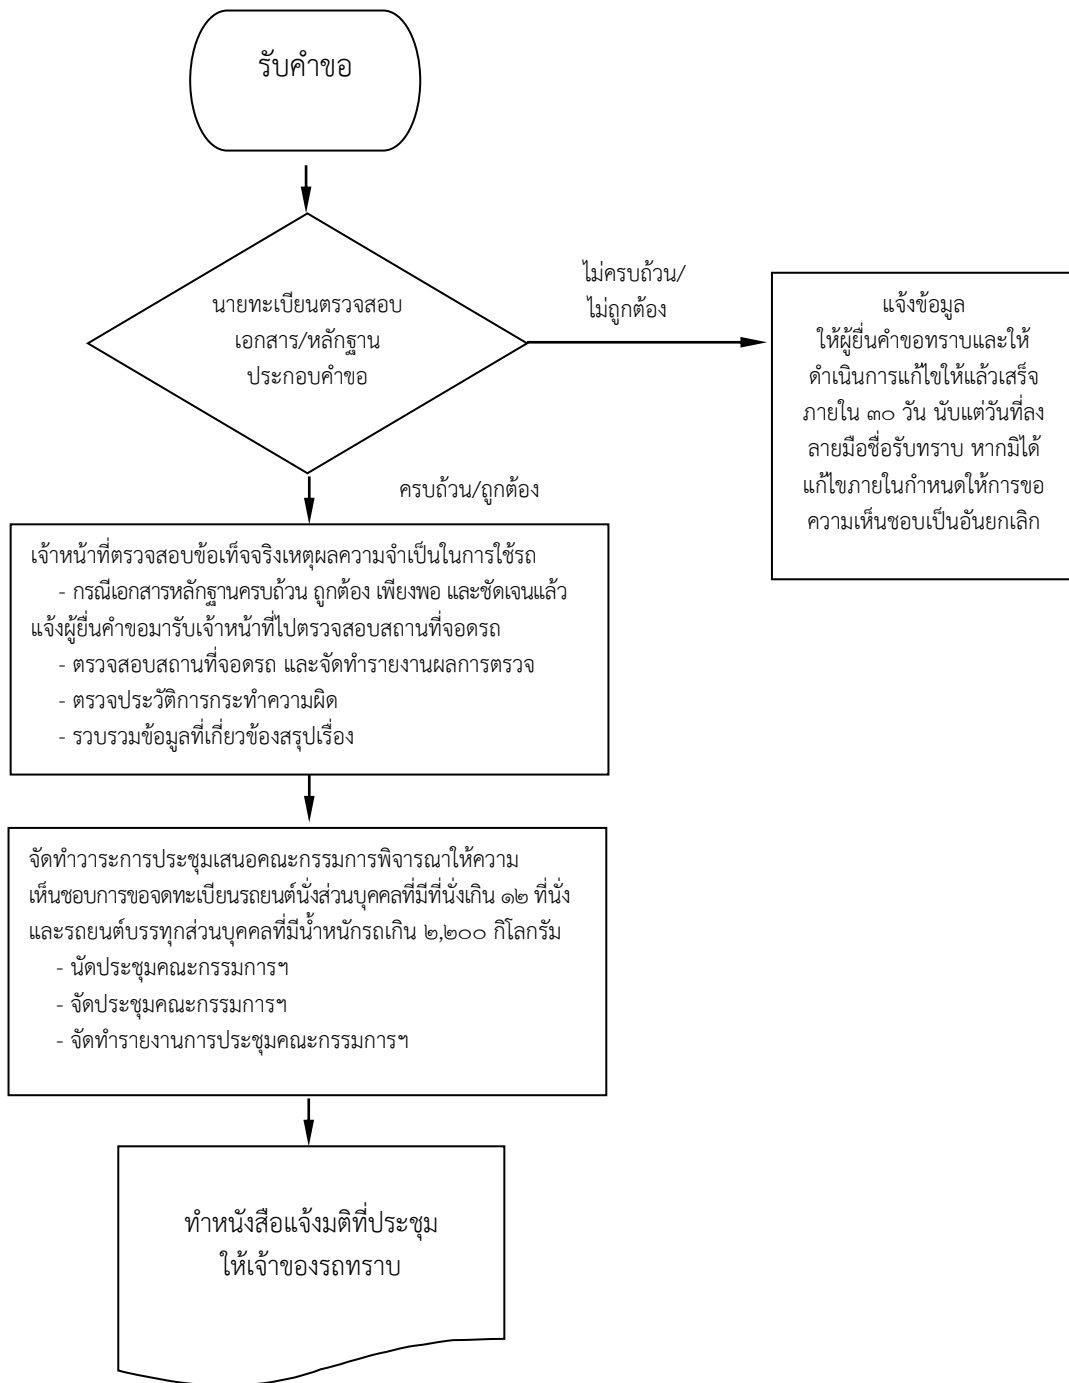 รับคำขอ
นายทะเบียนตรวจสอบ
เอกสาร/หลักฐาน
ประกอบคำขอ
ไม่ครบถ้วน/
ไม่ถูกต้อง
แจ้งข้อมูล
ให้ผู้ยื่นคำขอทราบและให้
ดำเนินการแก้ไขให้แล้วเสร็จ
ภายใน ๓๐ วัน นับแต่วันที่ลง
ลายมือชื่อรับทราบ หากมิได้
แก้ไขภายในกำหนดให้การขอ
ความเห็นชอบเป็นอันยกเลิก
ครบถ้วน/ถูกต้อง
เจ้าหน้าที่ตรวจสอบข้อเท็จจริงเหตุผลความจำเป็นในการใช้รถ
- กรณีเอกสารหลักฐานครบถ้วน ถูกต้อง เพียงพอ และชัดเจนแล้ว
แจ้งผู้ยื่นคำขอมารับเจ้าหน้าที่ไปตรวจสอบสถานที่จอดรถ
- ตรวจสอบสถานที่จอดรถ และจัดทำรายงานผลการตรวจ
- ตรวจประวัติการกระทำความผิด
- รวบรวมข้อมูลที่เกี่ยวข้องสรุปเรื่อง
จัดทำวาระการประชุมเสนอคณะกรรมการพิจารณาให้ความ
เห็นชอบการขอจดทะเบียนรถยนต์นั่งส่วนบุคคลที่มีที่นั่งเกิน ๑๒ ที่นั่ง
และรถยนต์บรรทุกส่วนบุคคลที่มีน้ำหนักรถเกิน ๒,๒๐๐ กิโลกรัม
- นัดประชุมคณะกรรมการฯ
- จัดประชุมคณะกรรมการฯ
- จัดทำรายงานการประชุมคณะกรรมการฯ
ทำหนังสือแจ้งมติที่ประชุม
ให้เจ้าของรถทราบ